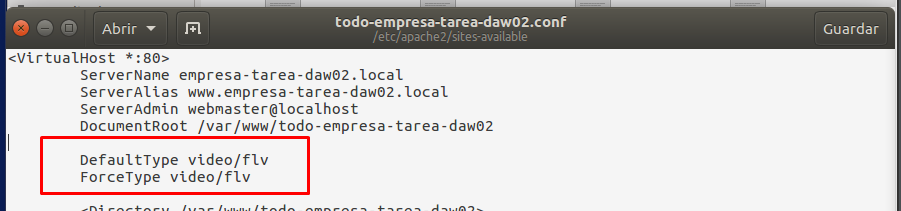 todo-empresa-tarea-daw02.conf
/etc/apache2/sites-available
Abrir
Guardar
<VirtualHost *:80>
ServerName empresa-tarea-daw02.local
ServerAlias www.empresa-tarea-daw02.local
ServerAdmin webmaster@localhost
DocumentRoot /var/www/todo-empresa-tarea-daw02
DefaultType video/flv
ForceType video/flv
<Directory /var/www/todo-empresa-tarea-daw02>